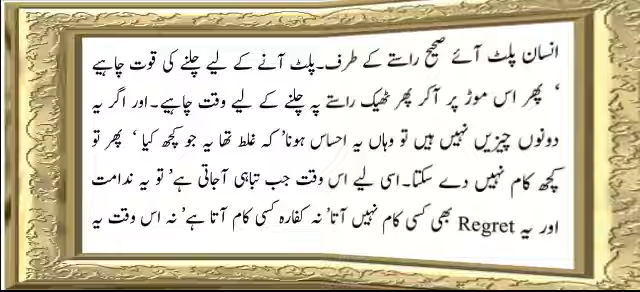 انسان پلٹ آئے صحیح راستے کے طرف۔ پلٹ آنے کے لیے چلنے کی قوت چاہیے
‘ پھر اس موڑ پر آکر پھر ٹھیک راستے پہ چلنے کے لیے وقت چاہیے۔ اور اگر یہ
دونوں چیزیں نہیں ہیں تو وہاں یہ احساس ہونا’ کہ غلط تھا یہ جو کچھ کیا ‘ پھر تو
کچھ کام نہیں دے سکتا۔ اسی لیے اس وقت جب تباہی آجاتی ہے’ تو یہ ندامت
اور یہ Regret بھی کسی کام نہیں آتا’ نہ کفارہ کسی کام آتا ہے’ نہ اس وقت یہ